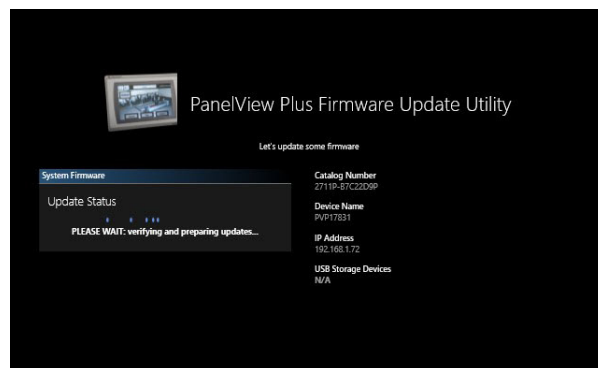 PanelView Plus Firmware Update Utility
Let's update some firmware
System Firmware
Update Status
PLEASE WAIT: verifying and preparing updates...
Catalog Number
2711P-B7C22D9P
Device Name
PVP17831
IP Address
192.168.1.72
USB Storage Devices
N/A